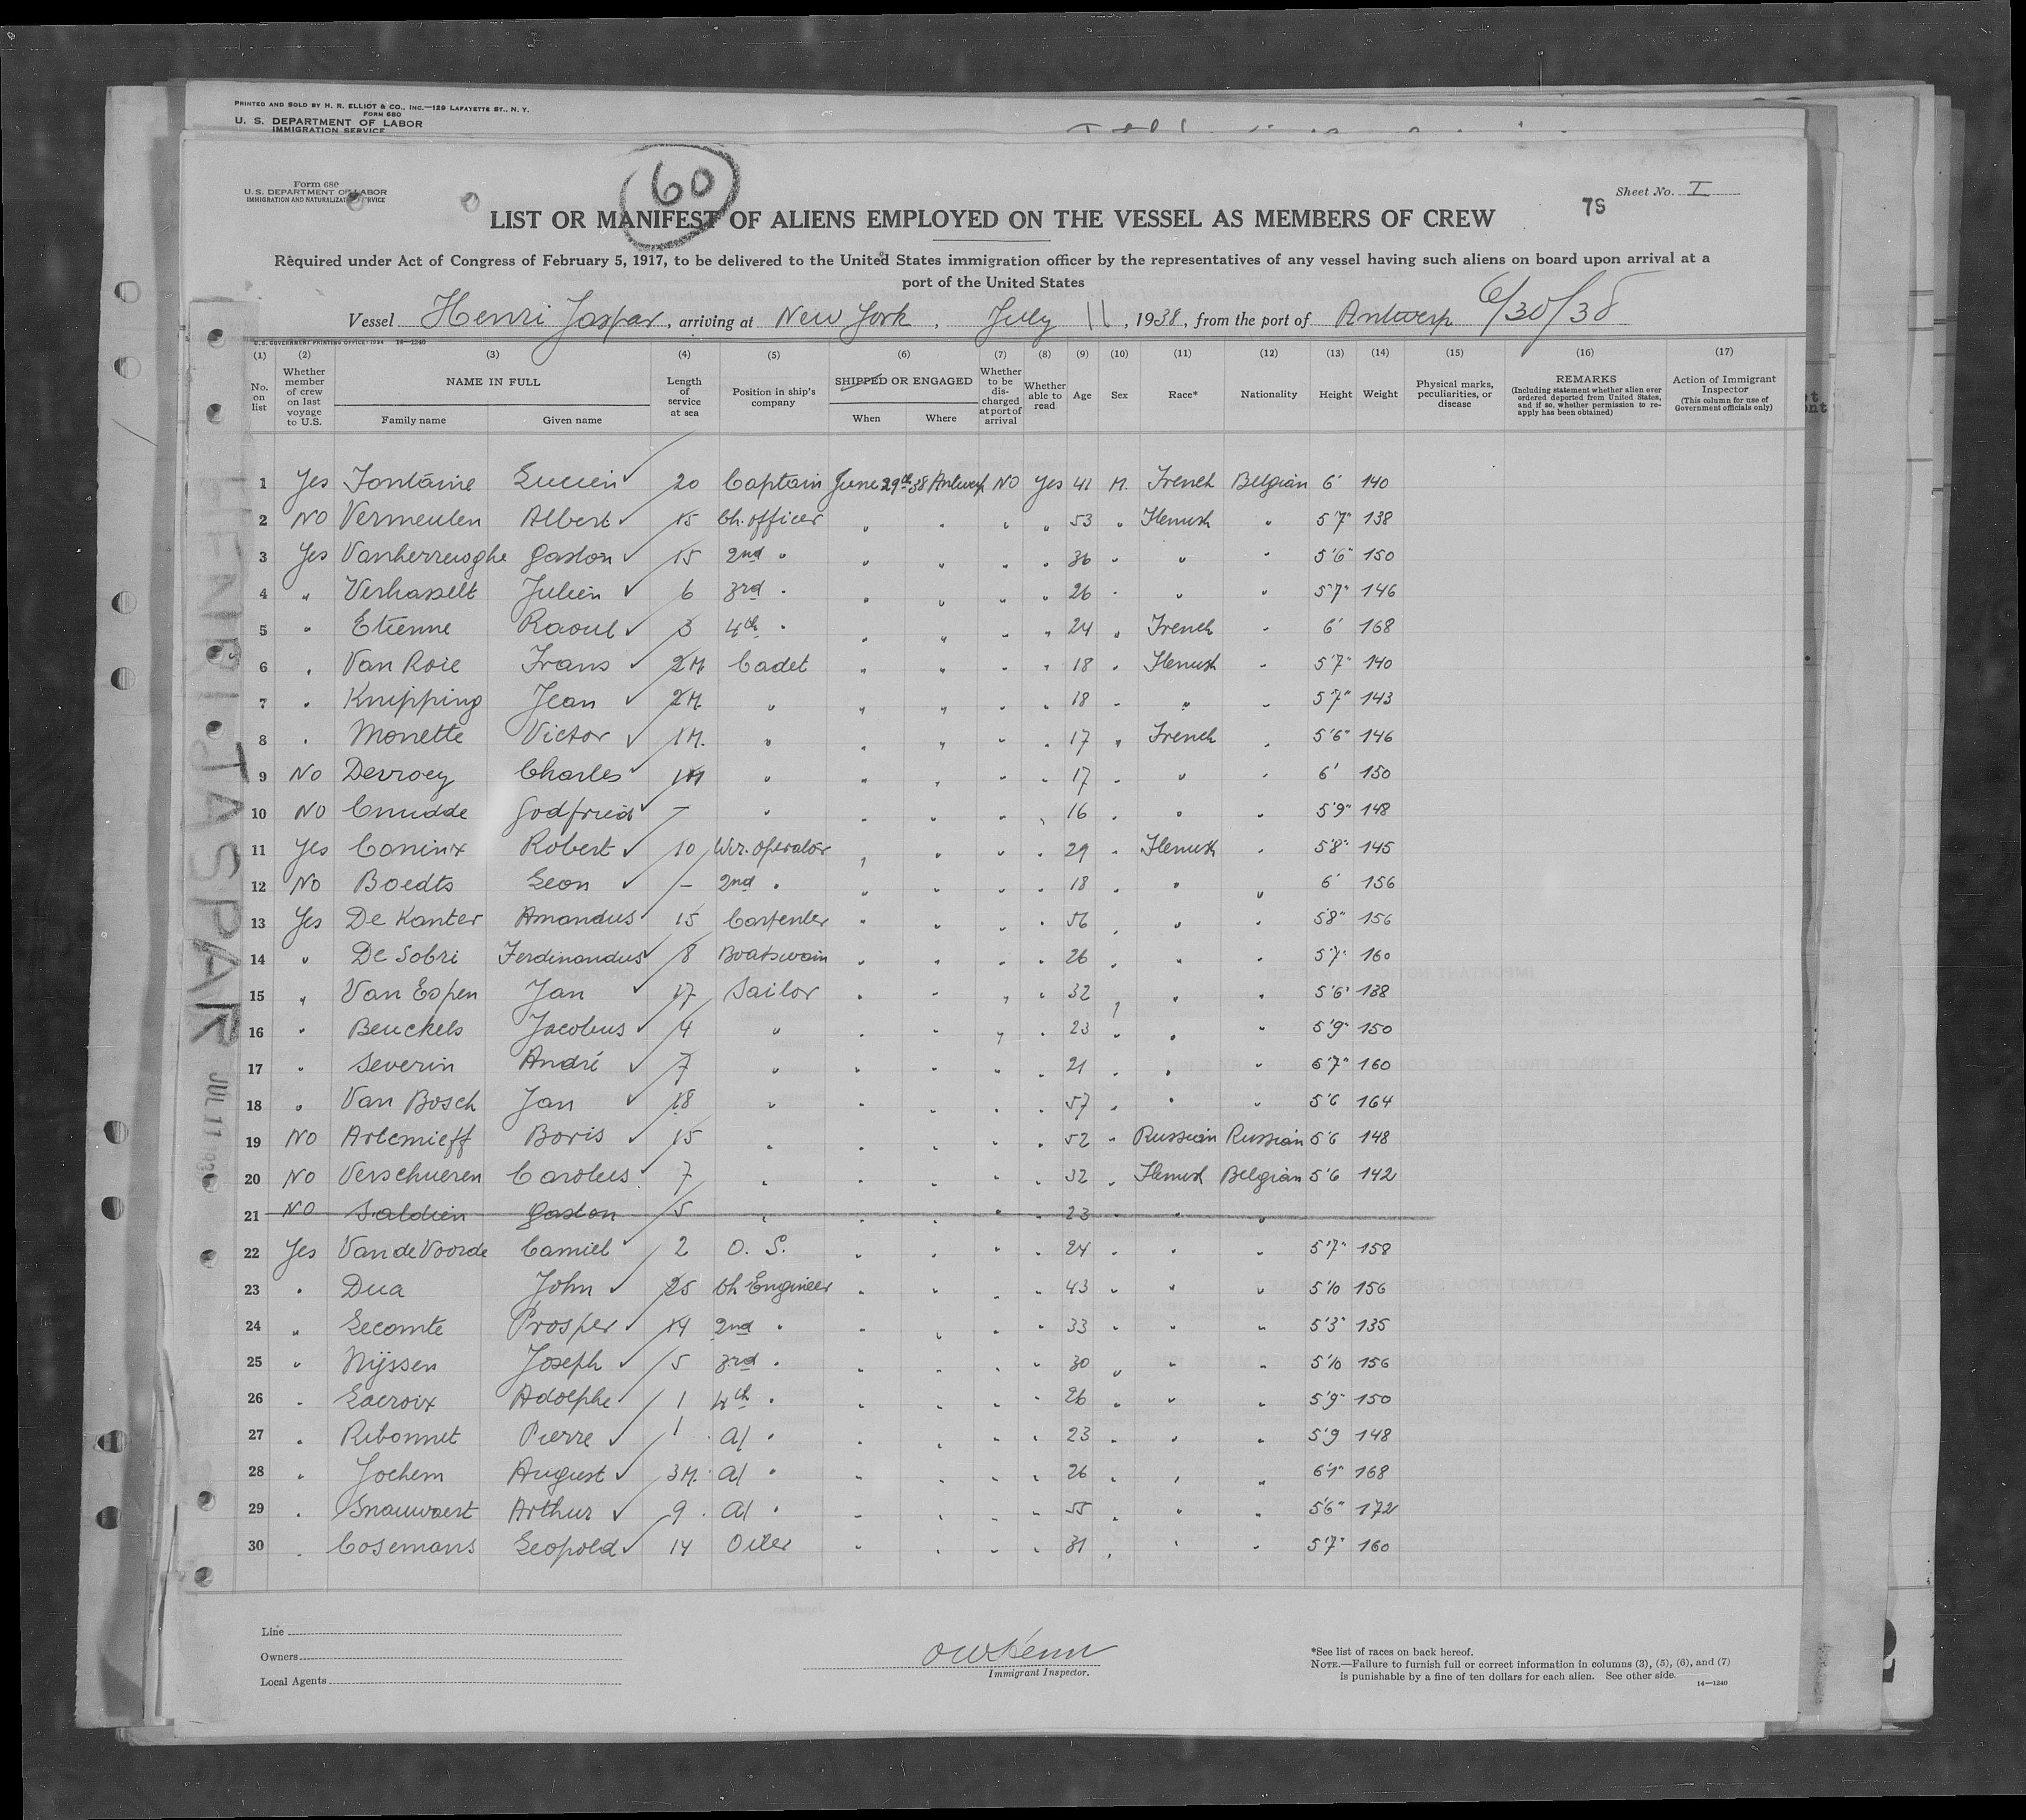 PRINTED AND SOLD BY H. R. ELLIOT & CO., INC.—129 LAFAYETTE ST., N. Y.
FORM 680
U. S. DEPARTMENT OF LABOR
IMMIGRATION SERVICE
Form 680
U. S. DEPARTMENT OF LABOR
IMMIGRATION AND NATURALIZATION SERVICE
60
Sheet No. I
78
LIST OR MANIFEST OF ALIENS EMPLOYED ON THE VESSEL AS MEMBERS OF CREW
Required under Act of Congress of February 5, 1917, to be delivered to the United States immigration officer by the representatives of any vessel having such aliens on board upon arrival at a
port of the United States
Vessel Henri Jaspar, arriving at New York, July 11, 1938, from the port of Antwerp 6/30/38
U. S. GOVERNMENT PRINTING OFFICE: 1934 14—1240
(1) (2) (3) (4) (5) (6) (7) (8) (9) (10) (11) (12) (13) (14) (15) (16) (17)
No. on list Whether member of crew on last voyage to U.S. NAME IN FULL Family name Given name Length of service at sea Position in ship's company SHIPPED OR ENGAGED When Where Whether to be discharged at port of arrival Whether able to read Age Sex Race* Nationality Height Weight Physical marks, peculiarities, or disease REMARKS (Including statement whether alien ever ordered deported from United States, and if so, whether permission to reapply has been obtained) Action of Immigrant Inspector (This column for use of Government officials only)
1 Yes Fontaine Lucien 20 Captain June 29th 38 Antwerp NO Yes 41 M. French Belgian 6' 140
2 NO Vermeulen Albert 15 Ch. officer " " " " 53 " Flemish " 5'7" 138
3 Yes Vanherreweghe Gaston 15 2nd " " " " " 36 " " " 5'6" 150
4 " Verhasselt Julien 6 3rd " " " " " 26 " " " 5'7" 146
5 " Etienne Raoul 3 4th " " " " " 24 " French " 6' 168
6 " Van Roie Frans 2M Cadet " " " " 18 " Flemish " 5'7" 140
7 " Knipping Jean 2M. " " " " " 18 " " " 5'7" 143
8 " Monette Victor 1M. " " " " " 17 " French " 5'6" 146
9 NO Devroey Charles 1M " " " " " 17 " " " 6' 150
10 NO Cnudde Godfried — " " " " " 16 " " " 5'9" 148
11 Yes Coninx Robert 10 Wir. operator " " " " 29 " Flemish " 5'8" 145
12 NO Boedts Leon — 2nd " " " " " 18 " " " 6' 156
13 Yes De Kanter Amandus 15 Carpenter " " " " 56 " " " 5'8" 156
14 " De Sobri Ferdinandus 8 Boatswain " " " " 26 " " " 5'7" 160
15 " Van Espen Jan 17 Sailor " " " " 32 " " " 5'6" 138
16 " Beuckels Jacobus 4 " " " " " 23 " " " 5'9" 150
17 " Severin André 7 " " " " " 21 " " " 6'7" 160
18 " Van Bosch Jan 18 " " " " " 57 " " " 5'6 164
19 NO Artemieff Boris 15 " " " " " 52 " Russian Russian 5'6 148
20 NO Verschueren Carolus 7 " " " " " 32 " Flemish Belgian 5'6 142
21 NO Saldien Gaston 5 " " " " " 23 " " "
22 Yes Van de Voorde Camiel 2 O. S. " " " " 24 " " " 5'7" 158
23 " Dua John 25 Ch Engineer " " " " 43 " " " 5'10 156
24 " Lecomte Prosper 14 2nd " " " " " 33 " " " 5'3" 135
25 " Nijssen Joseph 5 3rd " " " " " 30 " " " 5'10 156
26 " Lacroix Adolphe 1 4th " " " " " 26 " " " 5'9" 150
27 " Ribonnet Pierre 1 a/ " " " " " 23 " " " 5'9 148
28 " Jochem August 3M. a/ " " " " " 26 " " " 6'1" 168
29 " Snauwaert Arthur 9 a/ " " " " " 55 " " " 5'6" 172
30 " Cosemans Leopold 14 Oiler " " " " 31 " " " 5'7" 160
HENRI JASPAR JUL 11 1938
Line
Owners
Local Agents
Immigrant Inspector.
*See list of races on back hereof.
NOTE.—Failure to furnish full or correct information in columns (3), (5), (6), and (7)
is punishable by a fine of ten dollars for each alien. See other side.
14—1240